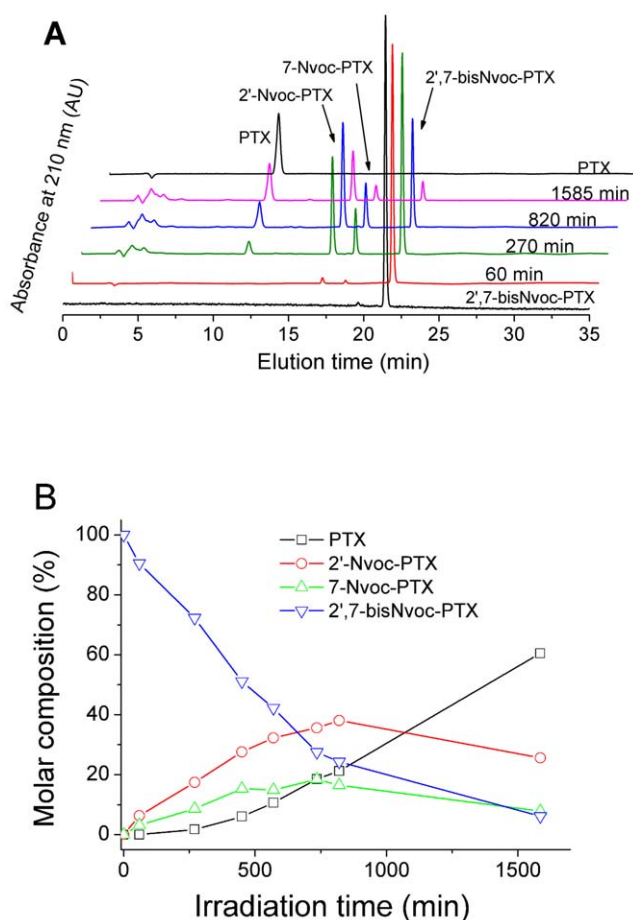 A
Absorbance at 210 nm (AU)
7-Nvoc-PTX
2'-Nvoc-PTX
2',7-bisNvoc-PTX
PTX
PTX
1585 min
820 min
270 min
60 min
2',7-bisNvoc-PTX
0 5 10 15 20 25 30 35
Elution time (min)
B
Molar composition (%)
100
80
60
40
20
0
PTX
2'-Nvoc-PTX
7-Nvoc-PTX
2',7-bisNvoc-PTX
0 500 1000 1500
Irradiation time (min)